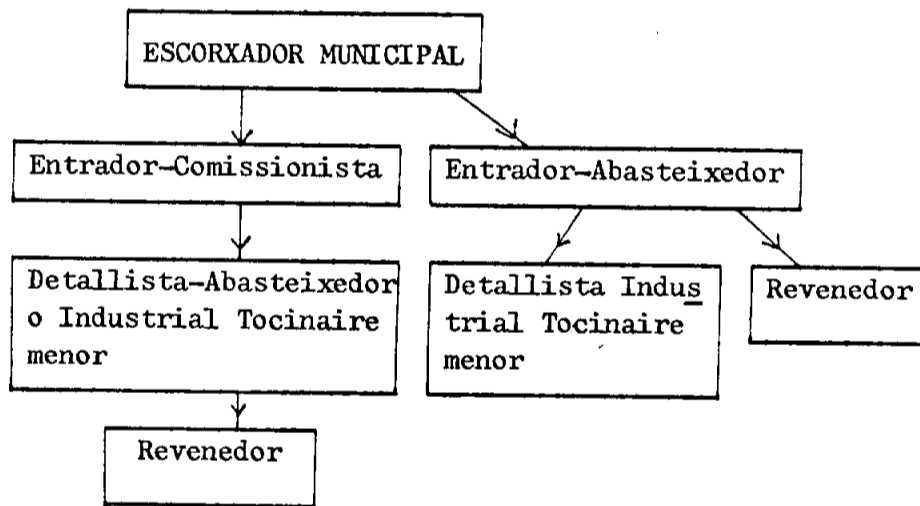 ESCORXADOR MUNICIPAL
Entrador-Comissionista
Entrador-Abasteixedor
Detallista-Abasteixedor
o Industrial Tocinaire
menor
Detallista Indus
trial Tocinaire
menor
Revenedor
Revenedor